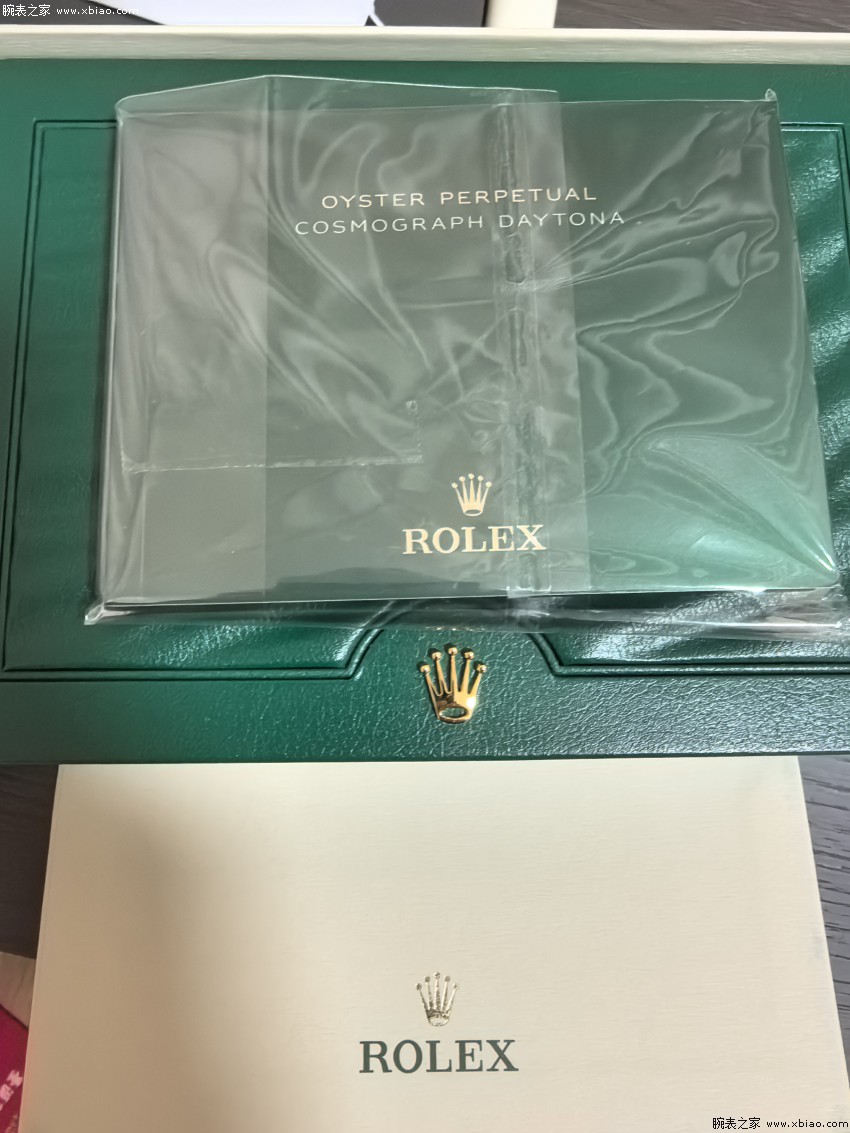 腕表之家 www.xbiao.com
OYSTER PERPETUAL
COSMOGRAPH DAYTONA
ROLEX
ROLEX
腕表之家 www.xbiao.com